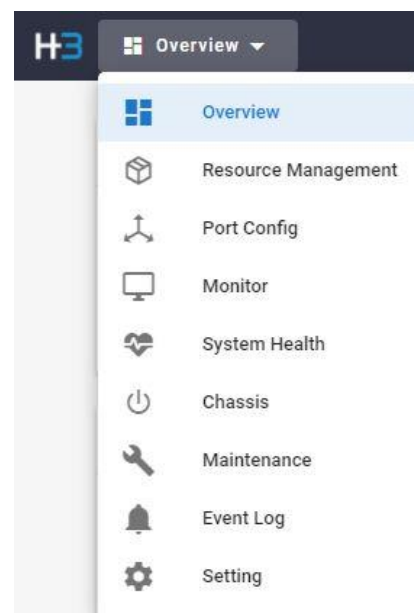 H3 Overview
Overview
Resource Management
Port Config
Monitor
System Health
Chassis
Maintenance
Event Log
Setting